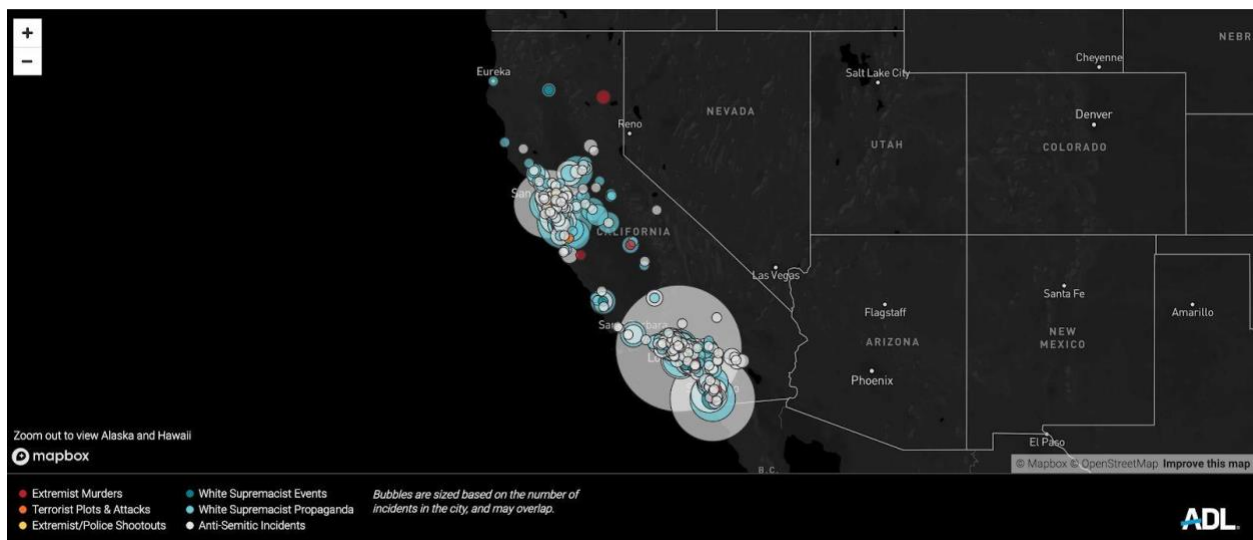 +
−
NEBR
Cheyenne
Eureka
Salt Lake City
NEVADA
Reno
Denver
UTAH
COLORADO
San
CALIFORNIA
Las Vegas
Santa Fe
Flagstaff
Amarillo
ARIZONA
NEW
MEXICO
Phoenix
El Paso
B.C.
Zoom out to view Alaska and Hawaii
mapbox
© Mapbox © OpenStreetMap Improve this map
Extremist Murders
Terrorist Plots & Attacks
Extremist/Police Shootouts
White Supremacist Events
White Supremacist Propaganda
Anti-Semitic Incidents
Bubbles are sized based on the number of
incidents in the city, and may overlap.
ADL